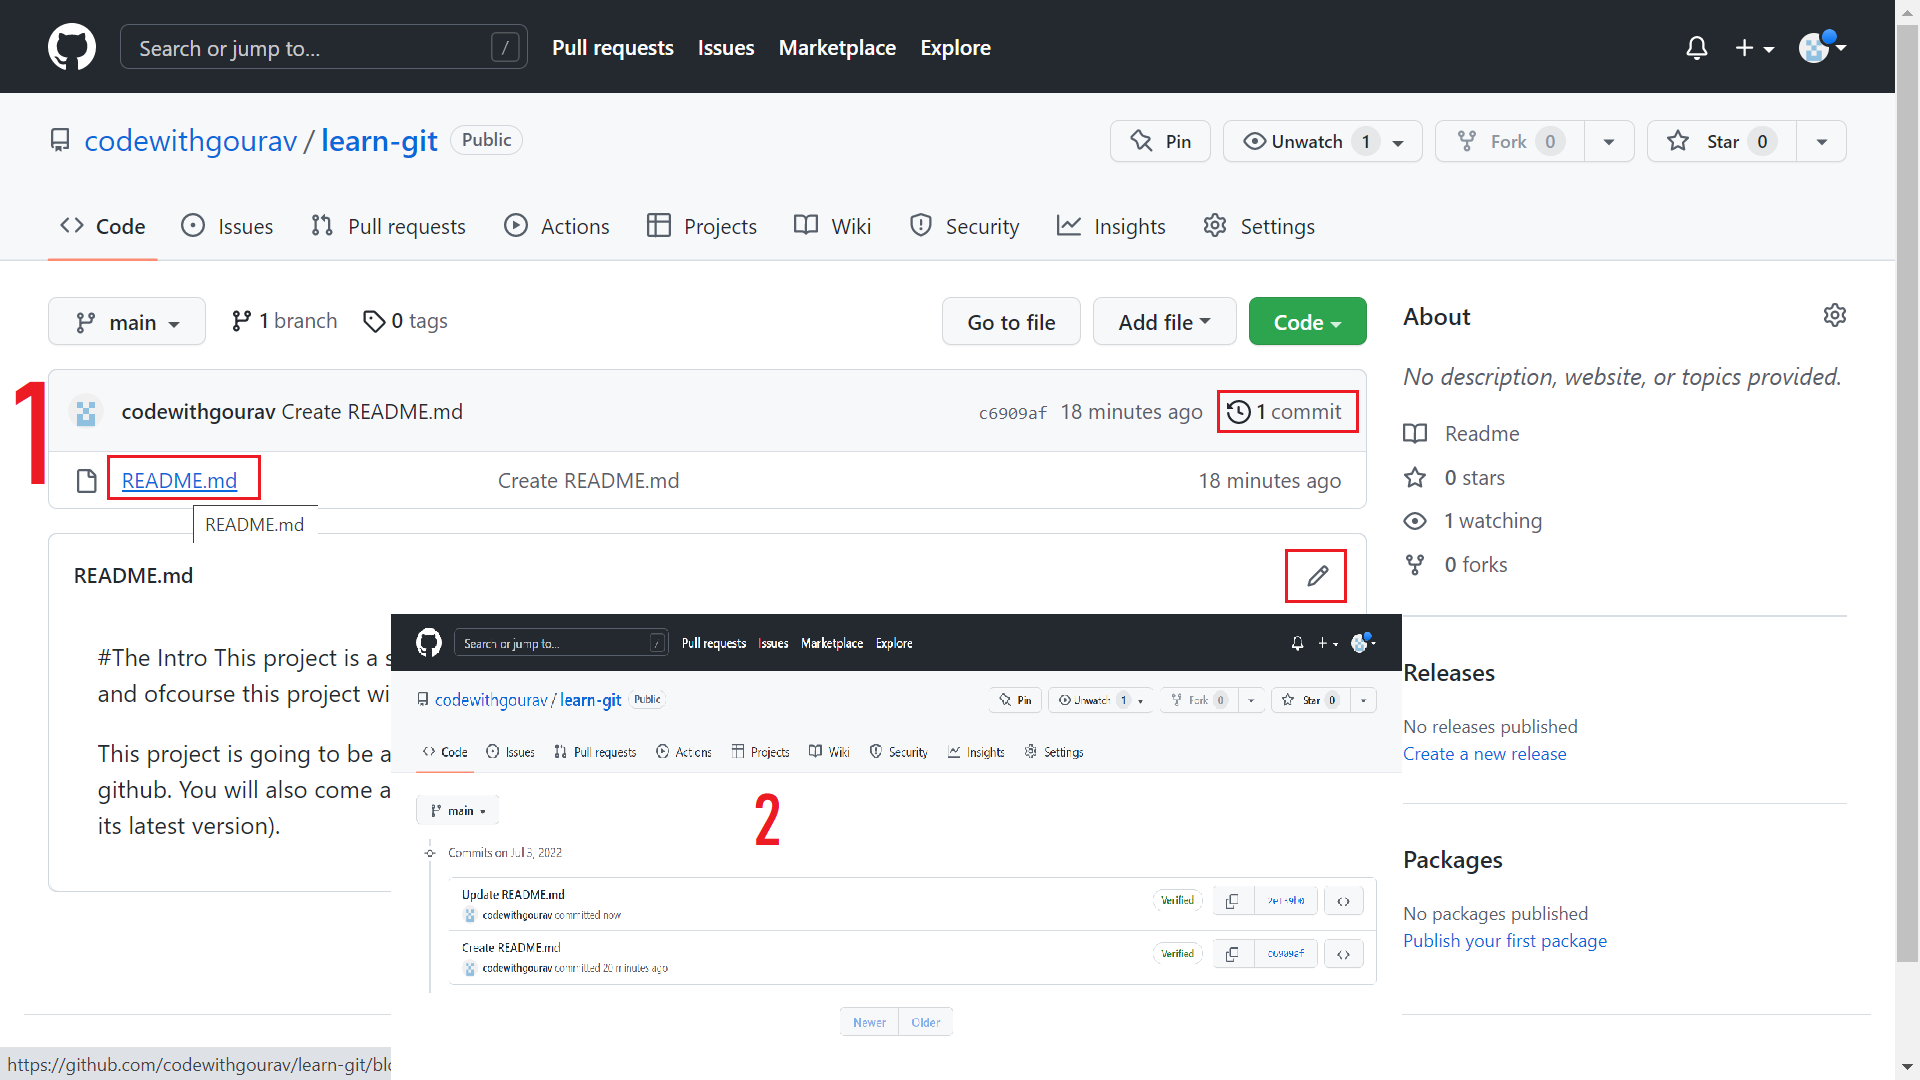 Search or jump to... /
Pull requests Issues Marketplace Explore
codewithgourav / learn-git Public
Pin Unwatch 1 Fork 0 Star 0
Code Issues Pull requests Actions Projects Wiki Security Insights Settings
main 1 branch 0 tags Go to file Add file Code
1
codewithgourav Create README.md c6909af 18 minutes ago 1 commit
README.md Create README.md 18 minutes ago
README.md
README.md
#The Intro This project is a
and ofcourse this project
This project is going to be a
github. You will also come
its latest version).
About
No description, website, or topics provided.
Readme
0 stars
1 watching
0 forks
Releases
No releases published
Create a new release
Packages
No packages published
Publish your first package
Search or jump to... /
Pull requests Issues Marketplace Explore
codewithgourav / learn-git Public
Pin Unwatch 1 Fork 0 Star 0
Code Issues Pull requests Actions Projects Wiki Security Insights Settings
main
2
Commits on Jul 3, 2022
Update README.md
codewithgourav committed now
Verified
Create README.md
codewithgourav committed 20 minutes ago
Verified c6909af
Newer Older
https://github.com/codewithgourav/learn-git/bl